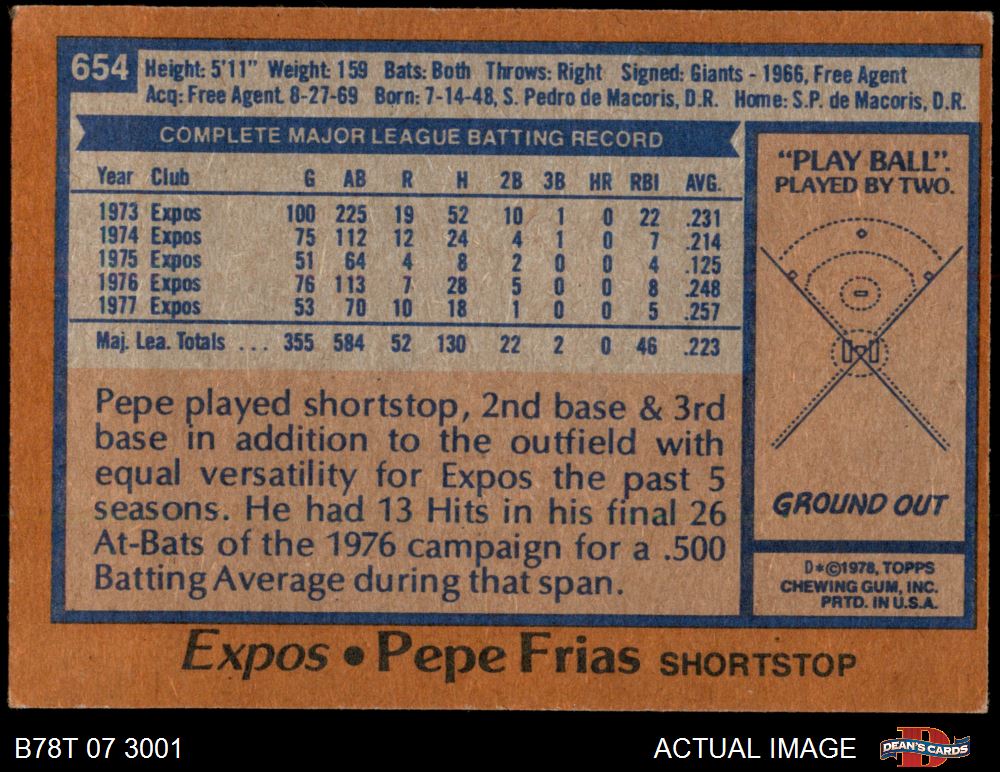 654
Height: 5'11" Weight: 159 Bats: Both Throws: Right Signed: Giants - 1966, Free Agent
Acq: Free Agent 8-27-69 Born: 7-14-48, S. Pedro de Macoris, D.R. Home: S.P. de Macoris, D.R.
COMPLETE MAJOR LEAGUE BATTING RECORD
Year Club G AB R H 2B 3B HR RBI AVG.
1973 Expos 100 225 19 52 10 1 0 22 .231
1974 Expos 75 112 12 24 4 1 0 7 .214
1975 Expos 51 64 4 8 2 0 0 4 .125
1976 Expos 76 113 7 28 5 0 0 8 .248
1977 Expos 53 70 10 18 1 0 0 5 .257
Maj. Lea. Totals ... 355 584 52 130 22 2 0 46 .223
Pepe played shortstop, 2nd base & 3rd
base in addition to the outfield with
equal versatility for Expos the past 5
seasons. He had 13 Hits in his final 26
At-Bats of the 1976 campaign for a .500
Batting Average during that span.
"PLAY BALL".
PLAYED BY TWO.
GROUND OUT
D*©1978, TOPPS
CHEWING GUM, INC.
PRTD. IN U.S.A.
Expos • Pepe Frias SHORTSTOP
B78T 07 3001
ACTUAL IMAGE
D
DEAN'S CARDS